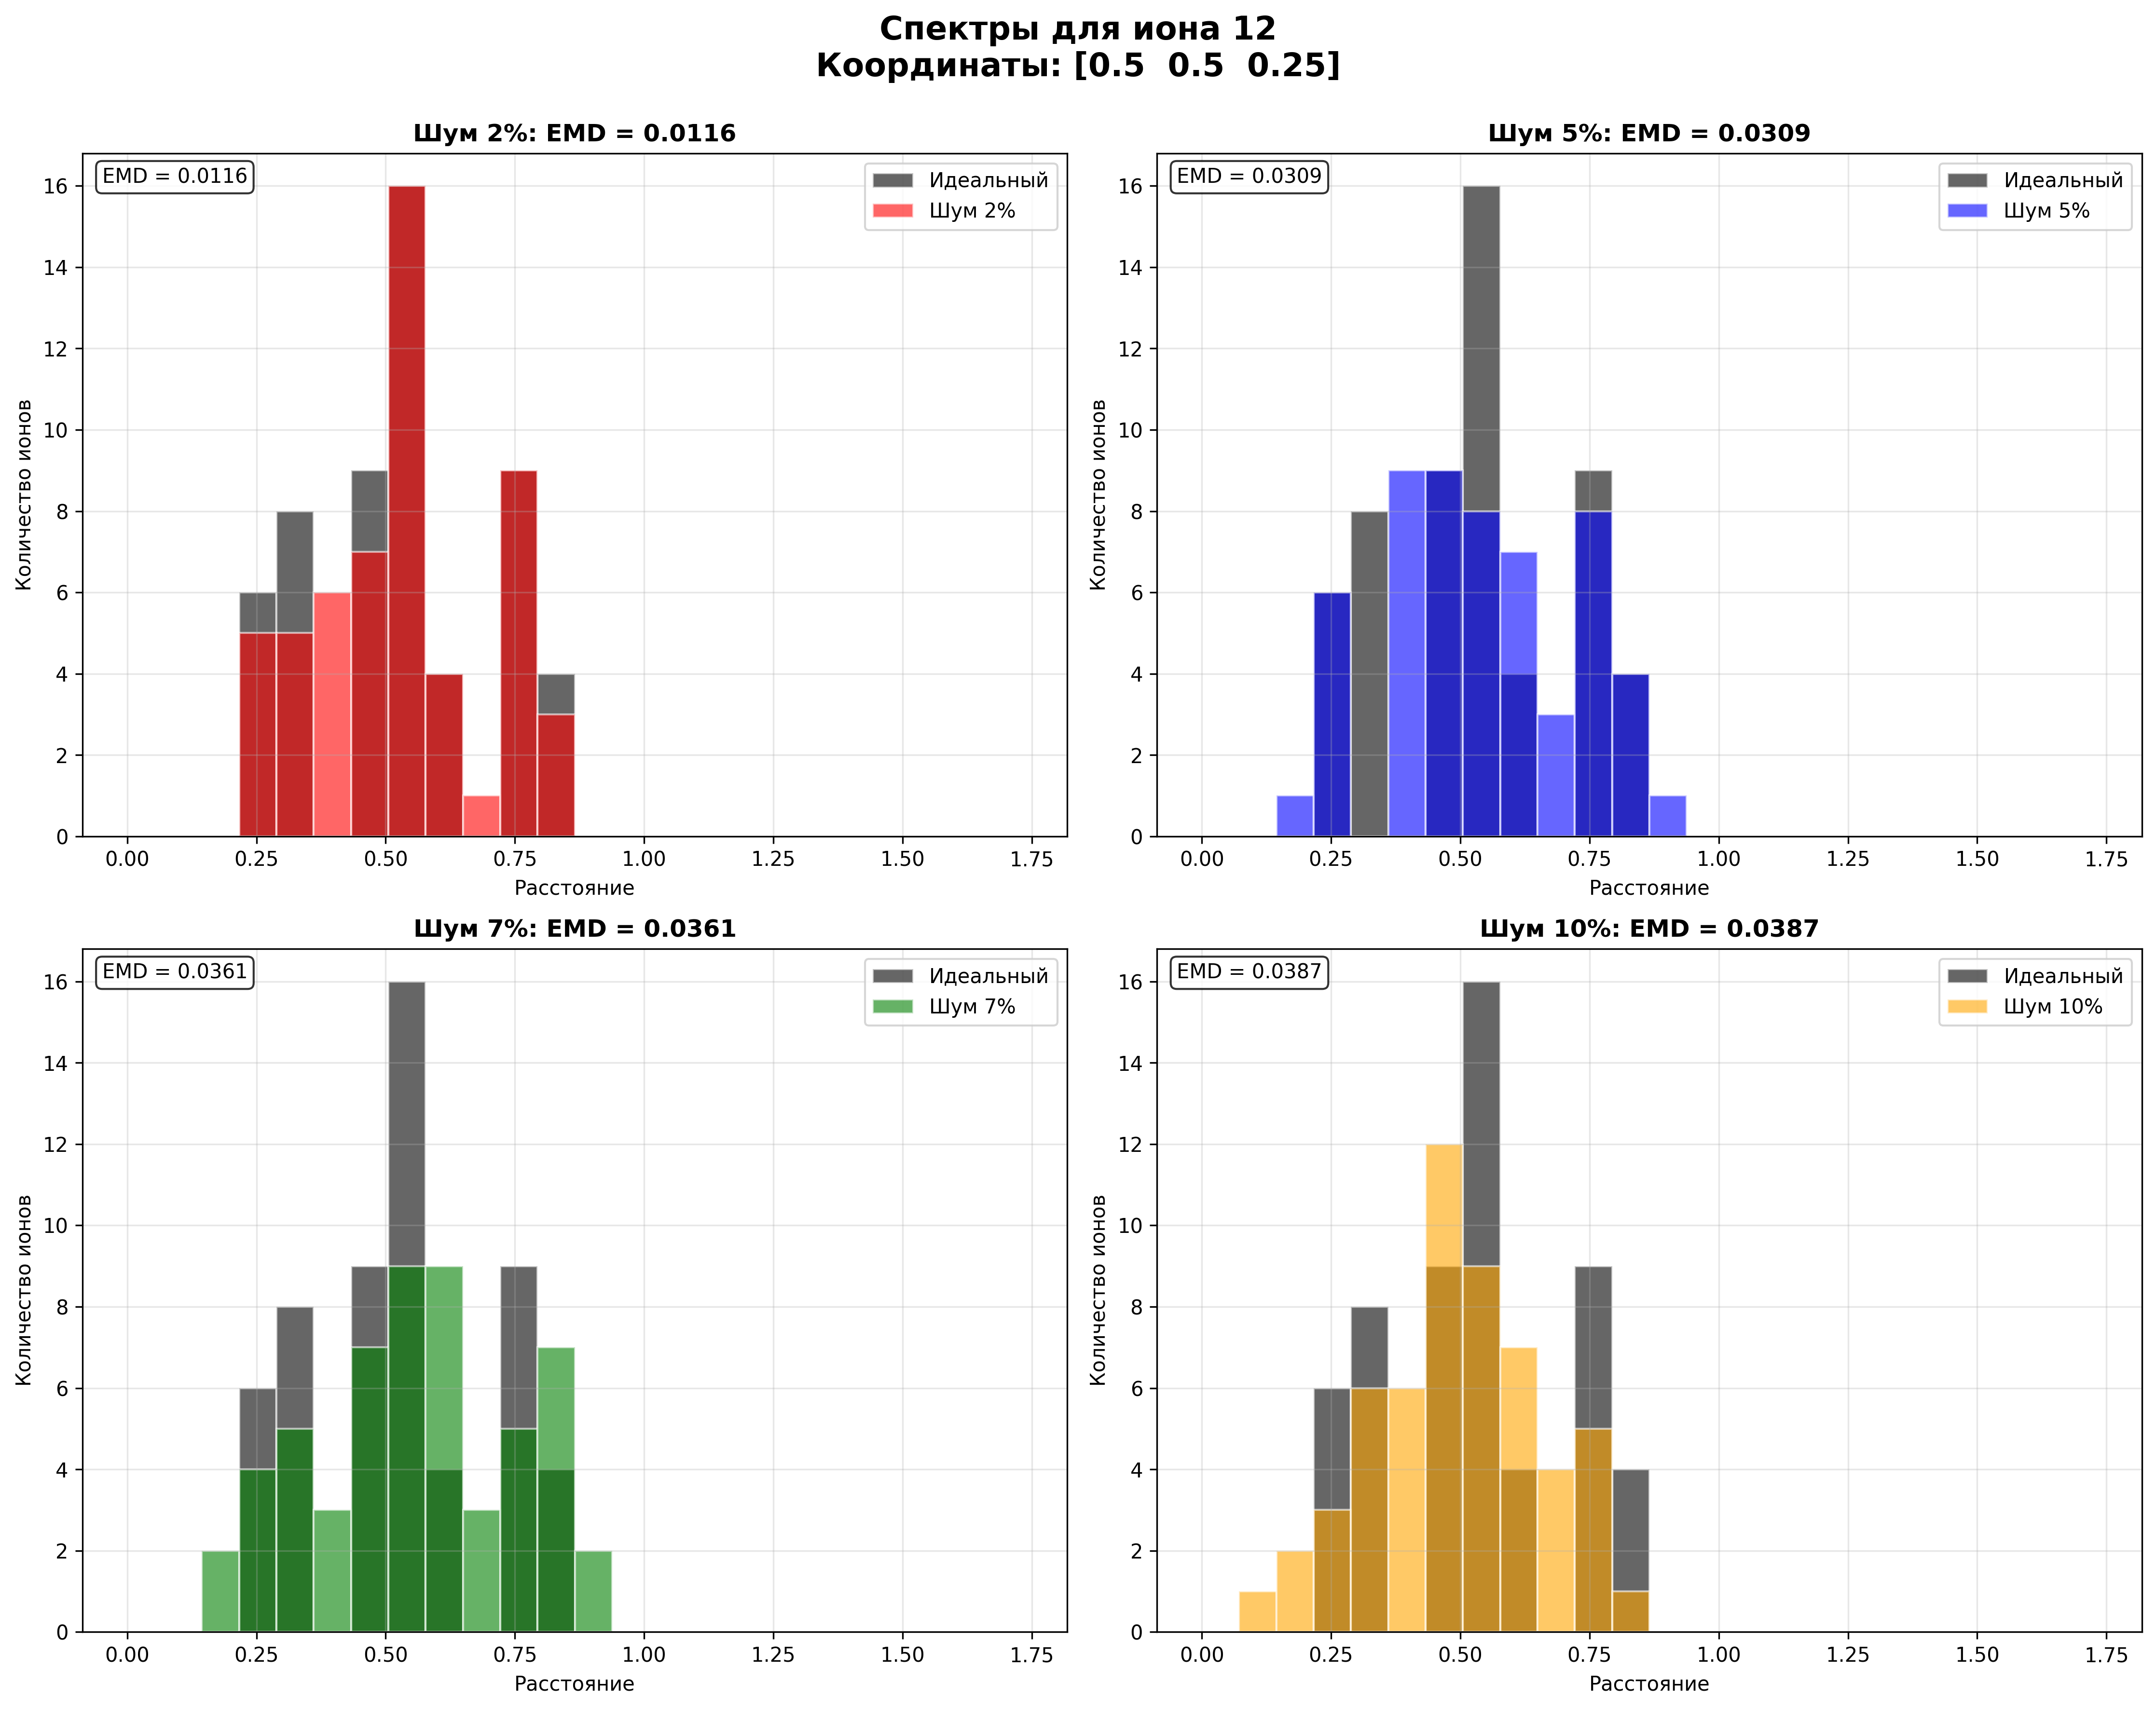 Спектры для иона 12
Координаты: [0.5  0.5  0.25]
Шум 2%: EMD = 0.0116
EMD = 0.0116
Идеальный
Шум 2%
Количество ионов
16
14
12
10
8
6
4
2
0
0.00 0.25 0.50 0.75 1.00 1.25 1.50 1.75
Расстояние
Шум 5%: EMD = 0.0309
EMD = 0.0309
Идеальный
Шум 5%
Количество ионов
16
14
12
10
8
6
4
2
0
0.00 0.25 0.50 0.75 1.00 1.25 1.50 1.75
Расстояние
Шум 7%: EMD = 0.0361
EMD = 0.0361
Идеальный
Шум 7%
Количество ионов
16
14
12
10
8
6
4
2
0
0.00 0.25 0.50 0.75 1.00 1.25 1.50 1.75
Расстояние
Шум 10%: EMD = 0.0387
EMD = 0.0387
Идеальный
Шум 10%
Количество ионов
16
14
12
10
8
6
4
2
0
0.00 0.25 0.50 0.75 1.00 1.25 1.50 1.75
Расстояние